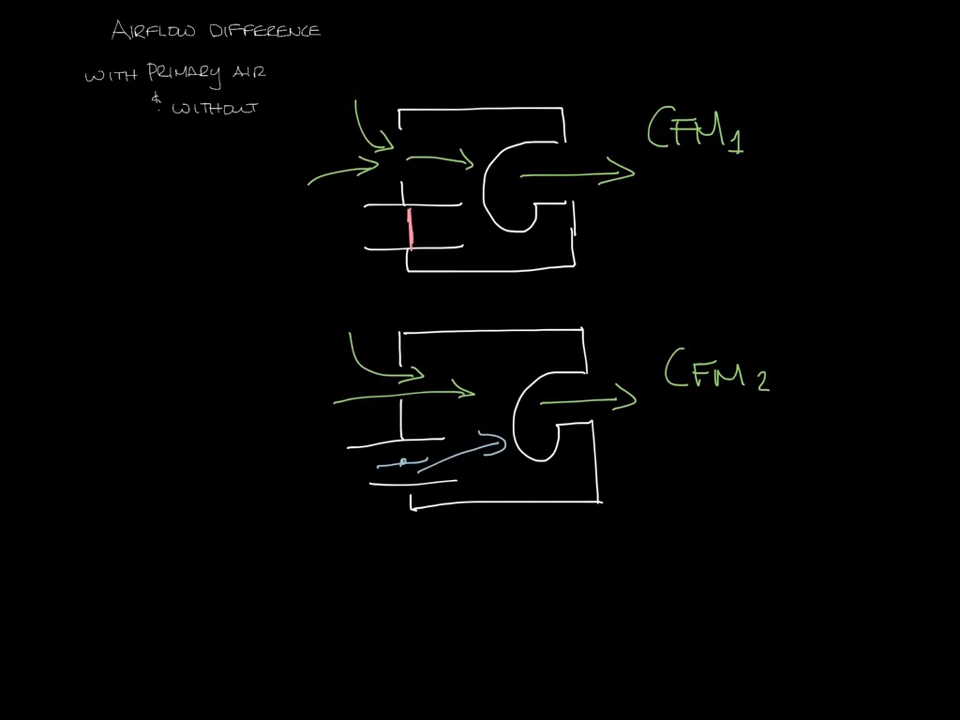 AIRFLOW DIFFERENCE
WITH PRIMARY AIR
& WITHOUT
CFM1
CFM2